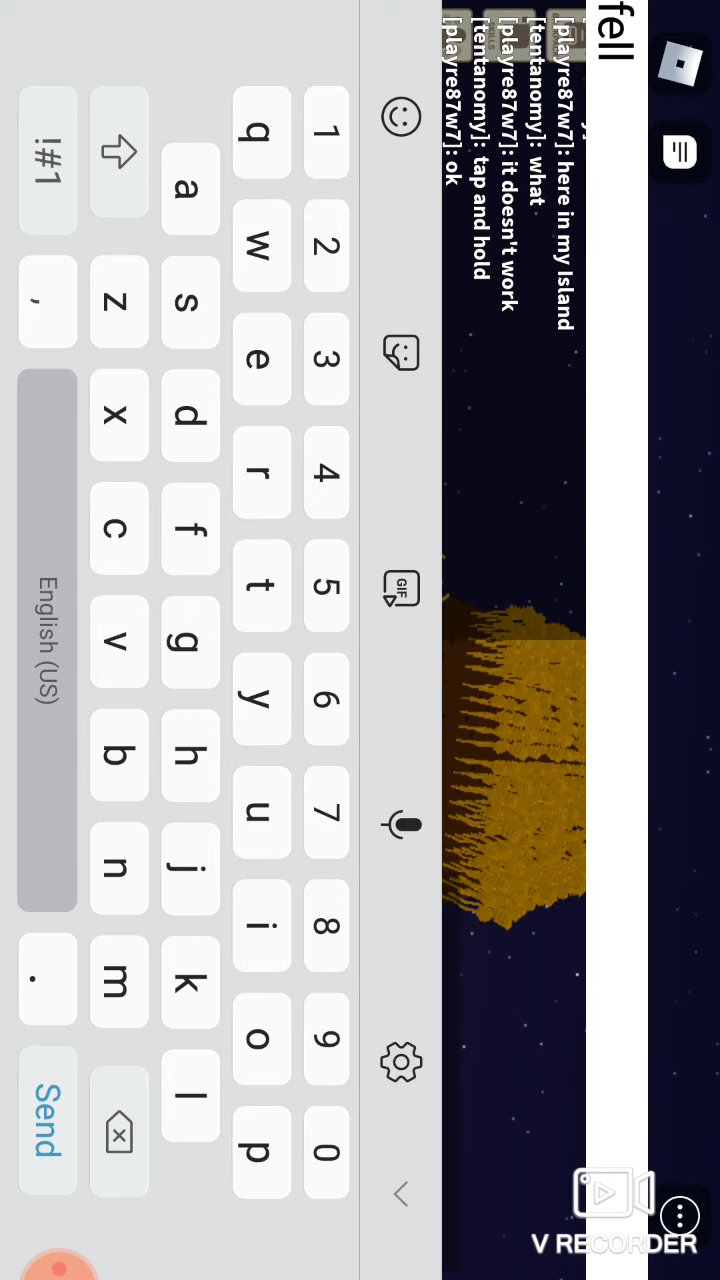 fell
[playre87w7]: here in my Island
[tentanomy]: what
[playre87w7]: it doesn't work
[tentanomy]: tap and hold
[playre87w7]: ok
GIF
1 2 3 4 5 6 7 8 9 0
q w e r t y u i o p
a s d f g h j k l
z x c v b n m
!#1 , English (US) . Send
V RECORDER